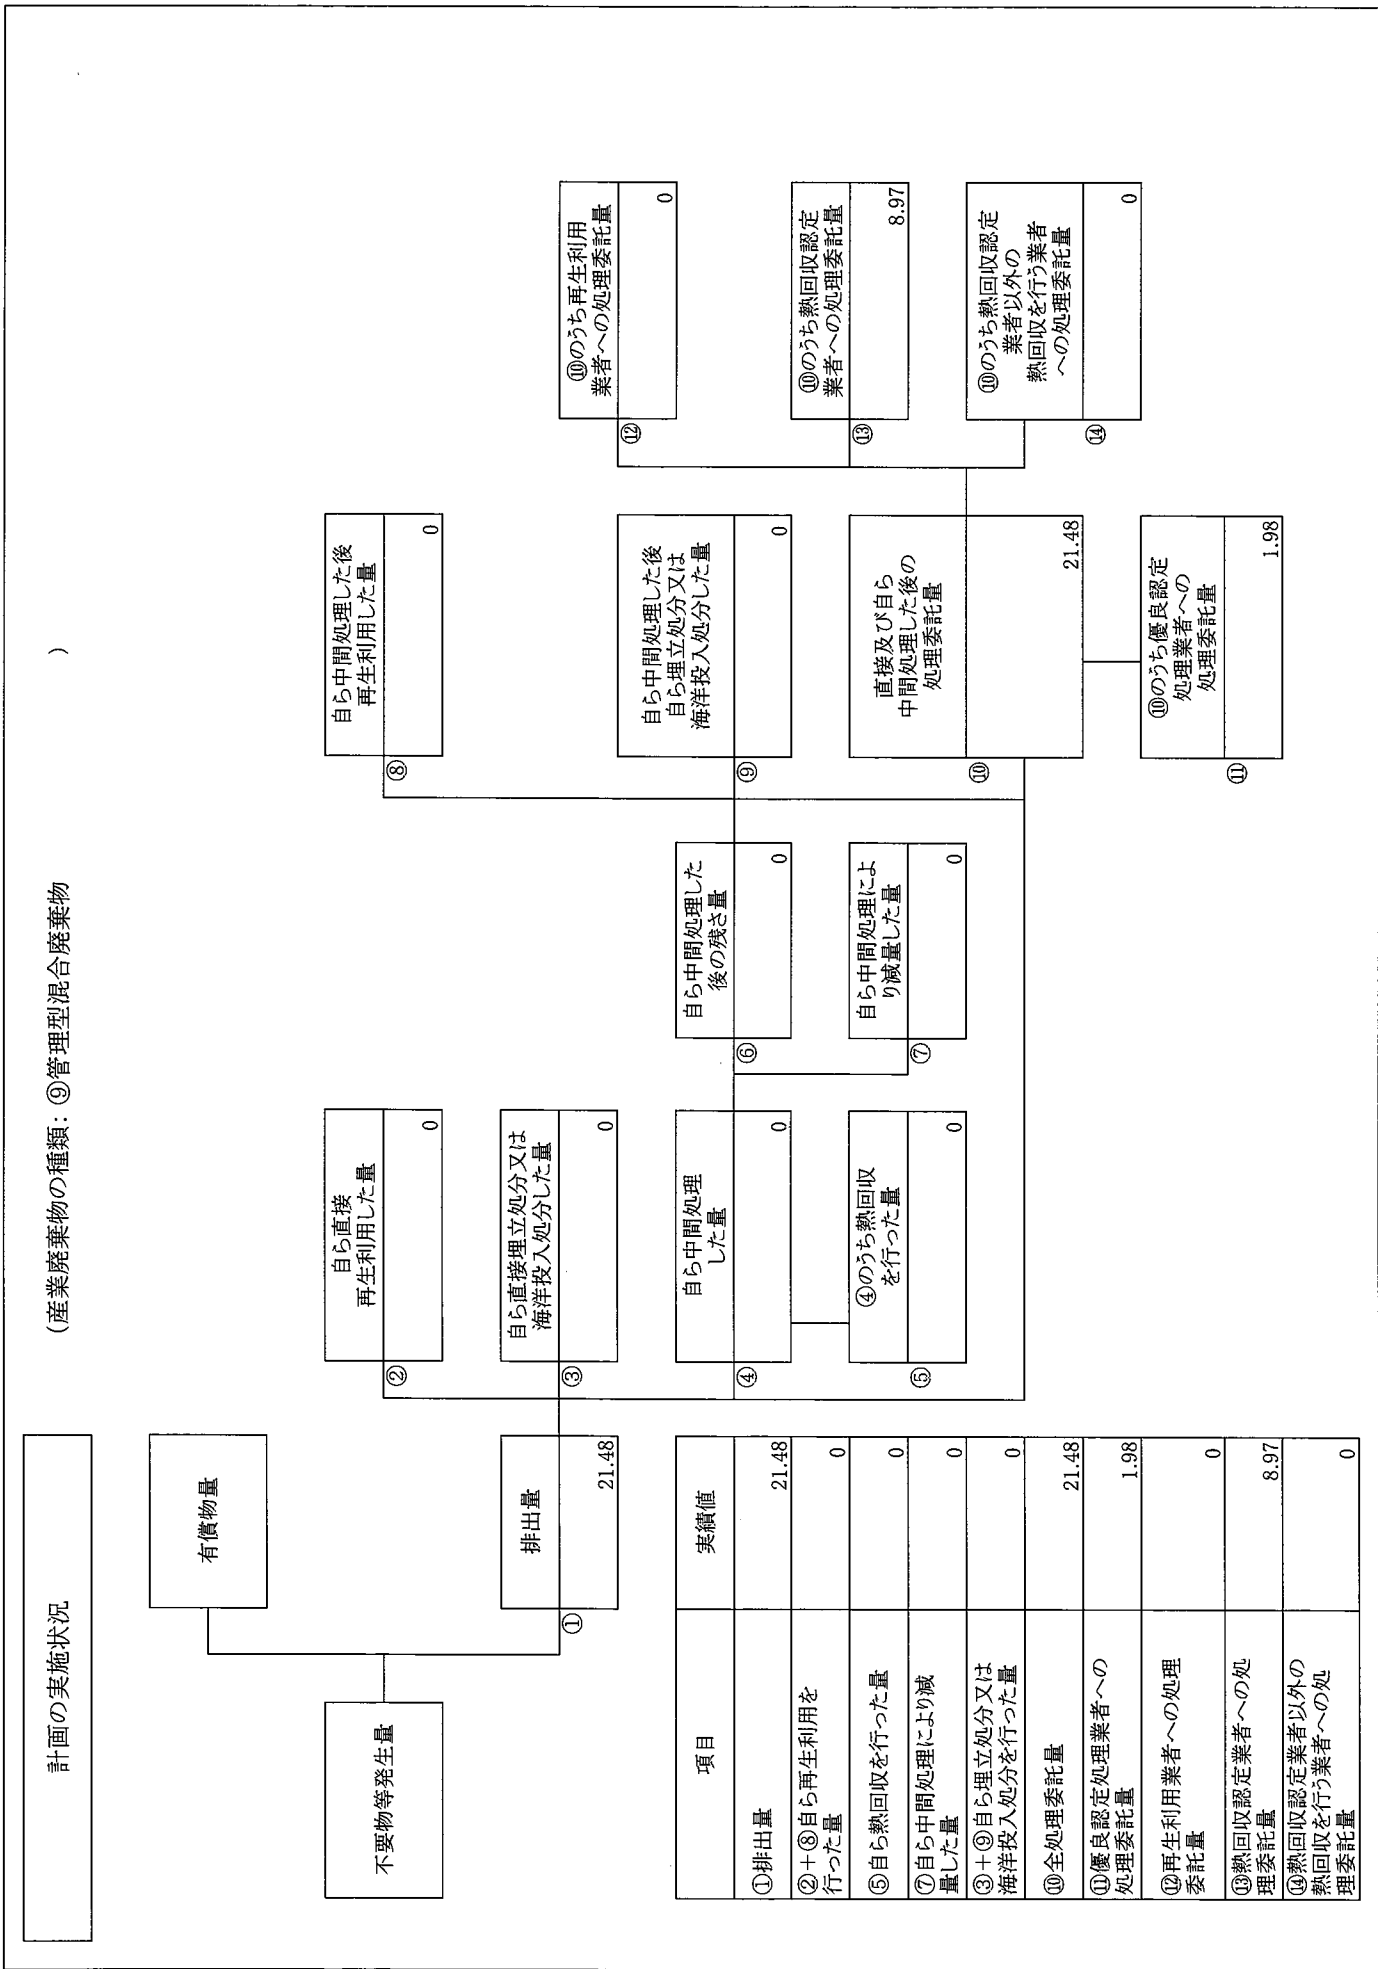 計画の実施状況
(産業廃棄物の種類：⑨管理型混合廃棄物　　　　　)
不要物等発生量
有償物量
排出量
①
21.48
自ら直接
再生利用した量
②
0
自ら直接埋立処分又は
海洋投入処分した量
③
0
自ら中間処理
した量
④
0
④のうち熱回収
を行った量
⑤
0
自ら中間処理した
後の残さ量
⑥
0
自ら中間処理によ
り減量した量
⑦
0
自ら中間処理した後
再生利用した量
⑧
0
自ら中間処理した後
自ら埋立処分又は
海洋投入処分した量
⑨
0
直接及び自ら
中間処理した後の
処理委託量
⑩
21.48
⑩のうち優良認定
処理業者への
処理委託量
⑪
1.98
⑩のうち再生利用
業者への処理委託量
⑫
0
⑩のうち熱回収認定
業者への処理委託量
⑬
8.97
⑩のうち熱回収認定
業者以外の
熱回収を行う業者
への処理委託量
⑭
0
項目 実績値
①排出量 21.48
②+⑧自ら再生利用を
行った量 0
⑤自ら熱回収を行った量 0
⑦自ら中間処理により減
量した量 0
③+⑨自ら埋立処分又は
海洋投入処分を行った量 0
⑩全処理委託量 21.48
⑪優良認定処理業者への
処理委託量 1.98
⑫再生利用業者への処理
委託量 0
⑬熱回収認定業者への処
理委託量 8.97
⑭熱回収認定業者以外の
熱回収を行う業者への処
理委託量 0